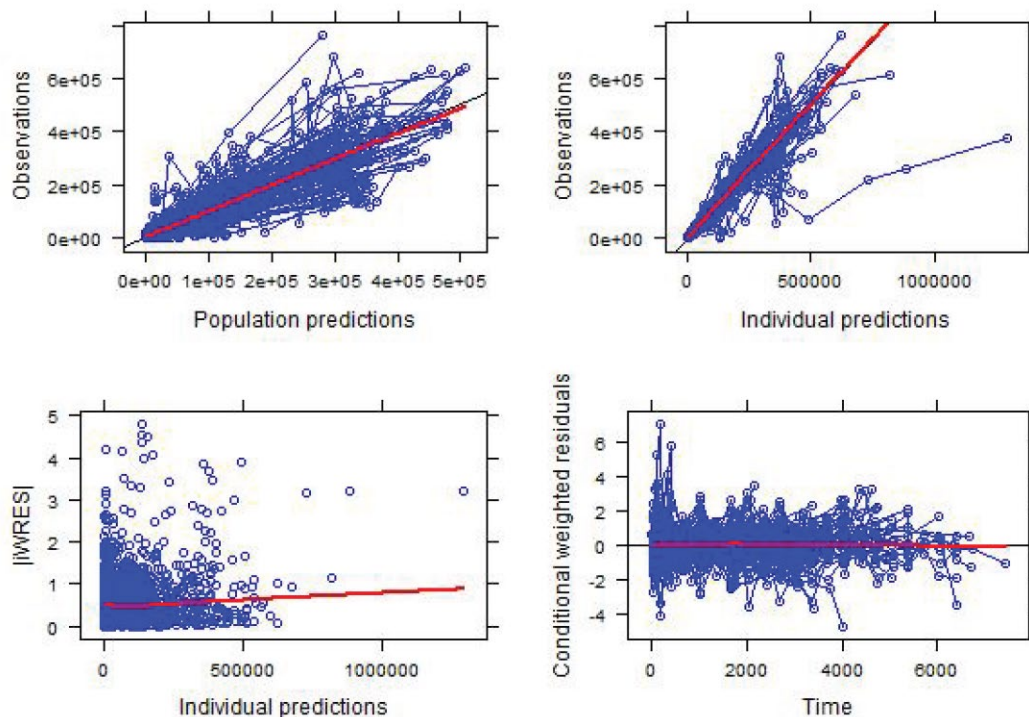 Observations
6e+05
4e+05
2e+05
0e+00
0e+00 1e+05 2e+05 3e+05 4e+05 5e+05
Population predictions
Observations
6e+05
4e+05
2e+05
0e+00
0 500000 1000000
Individual predictions
|iWRES|
5
4
3
2
1
0
0 500000 1000000
Individual predictions
Conditional weighted residuals
6
4
2
0
-2
-4
0 2000 4000 6000
Time